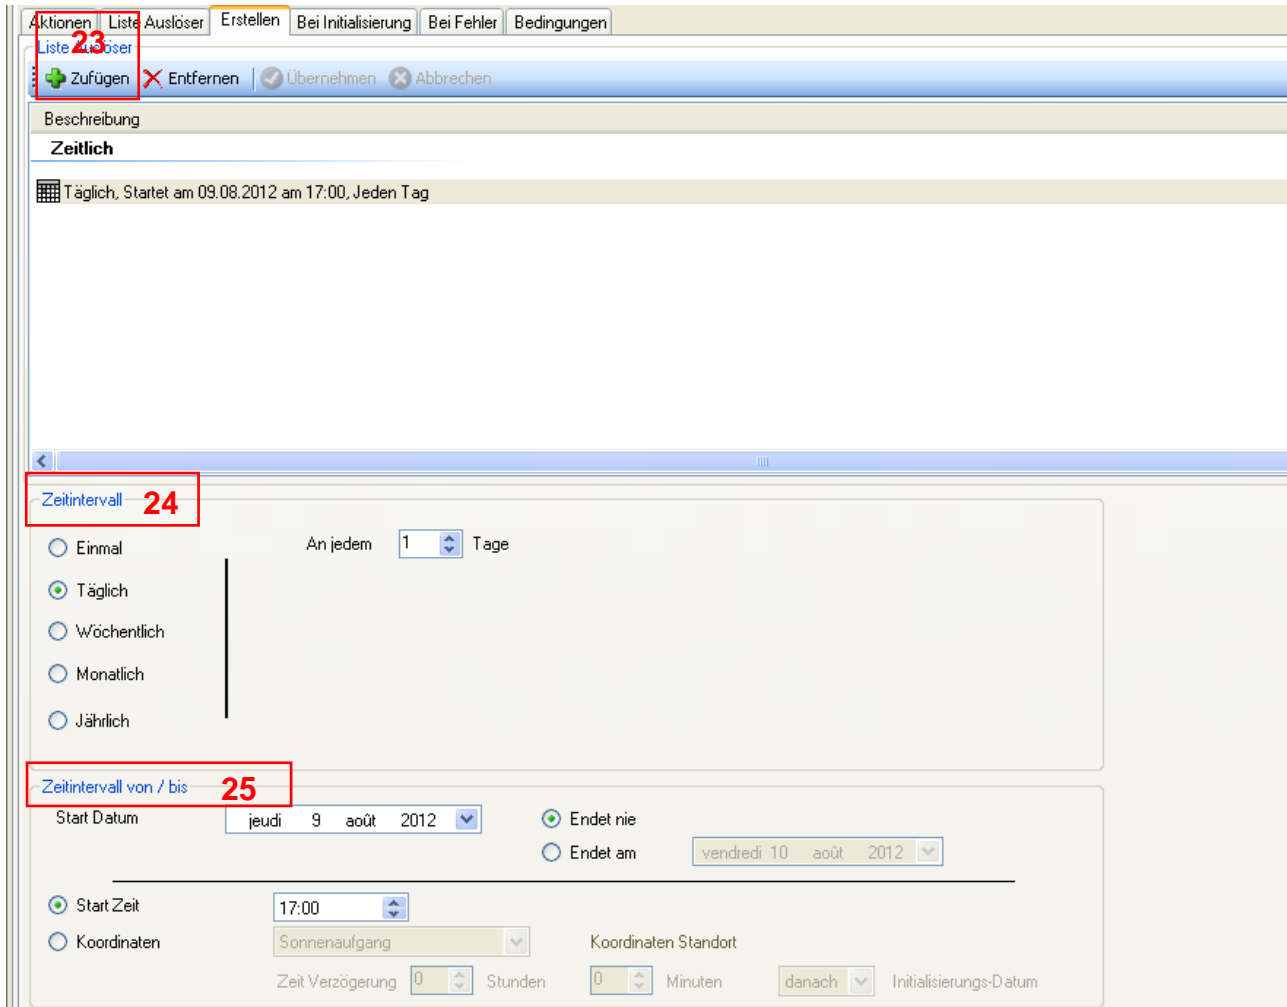 Aktionen Liste Auslöser Erstellen Bei Initialisierung Bei Fehler Bedingungen
23
Liste Auslöser
Zufügen Entfernen Übernehmen Abbrechen
Beschreibung
Zeitlich
Täglich, Startet am 09.08.2012 am 17:00, Jeden Tag
Zeitintervall 24
Einmal An jedem 1 Tage
Täglich
Wöchentlich
Monatlich
Jährlich
Zeitintervall von / bis 25
Start Datum jeudi 9 août 2012 Endet nie
Endet am vendredi 10 août 2012
Start Zeit 17:00
Koordinaten Sonnenaufgang Koordinaten Standort
Zeit Verzögerung 0 Stunden 0 Minuten danach Initialisierungs-Datum